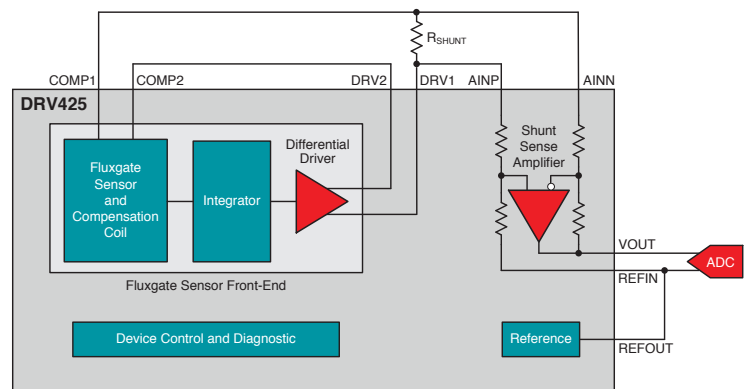 RSHUNT
COMP1
COMP2
DRV2
DRV1
AINP
AINN
DRV425
Differential
Driver
Shunt
Sense
Amplifier
Fluxgate
Sensor
and
Compensation
Coil
Integrator
VOUT
ADC
REFIN
Fluxgate Sensor Front-End
Device Control and Diagnostic
Reference
REFOUT